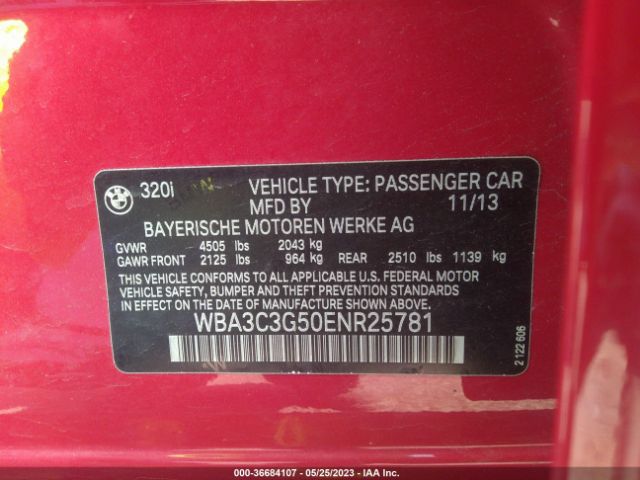 BMW
320i VEHICLE TYPE: PASSENGER CAR
MFD BY 11/13
BAYERISCHE MOTOREN WERKE AG
GVWR 4505 lbs 2043 kg
GAWR FRONT 2125 lbs 964 kg REAR 2510 lbs 1139 kg
THIS VEHICLE CONFORMS TO ALL APPLICABLE U.S. FEDERAL MOTOR
VEHICLE SAFETY, BUMPER AND THEFT PREVENTION STANDARDS IN
EFFECT ON THE DATE OF MANUFACTURE SHOWN ABOVE.
WBA3C3G50ENR25781
2 122 606
000-36684107 - 05/25/2023 - IAA Inc.